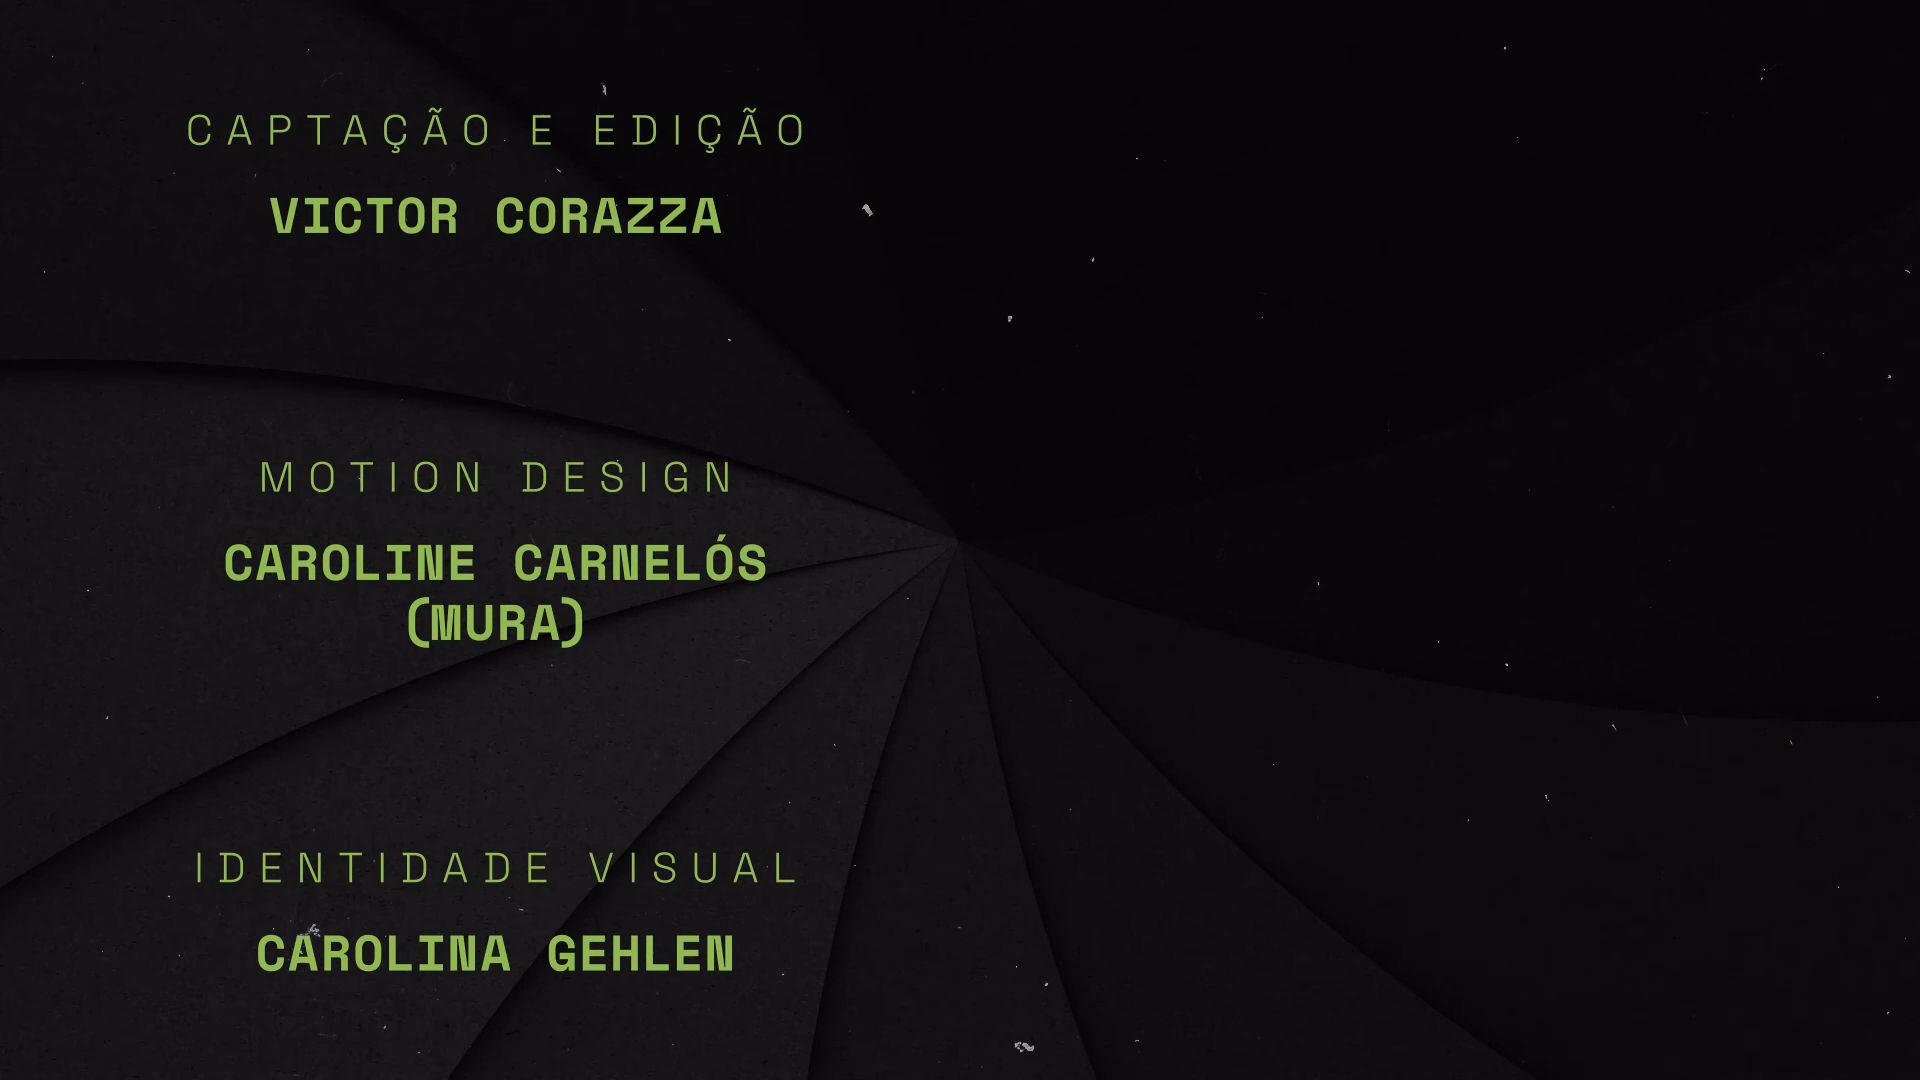 CAPTAÇÃO E EDIÇÃO
VICTOR CORAZZA
MOTION DESIGN
CAROLINE CARNELÓS
(MURA)
IDENTIDADE VISUAL
CAROLINA GEHLEN